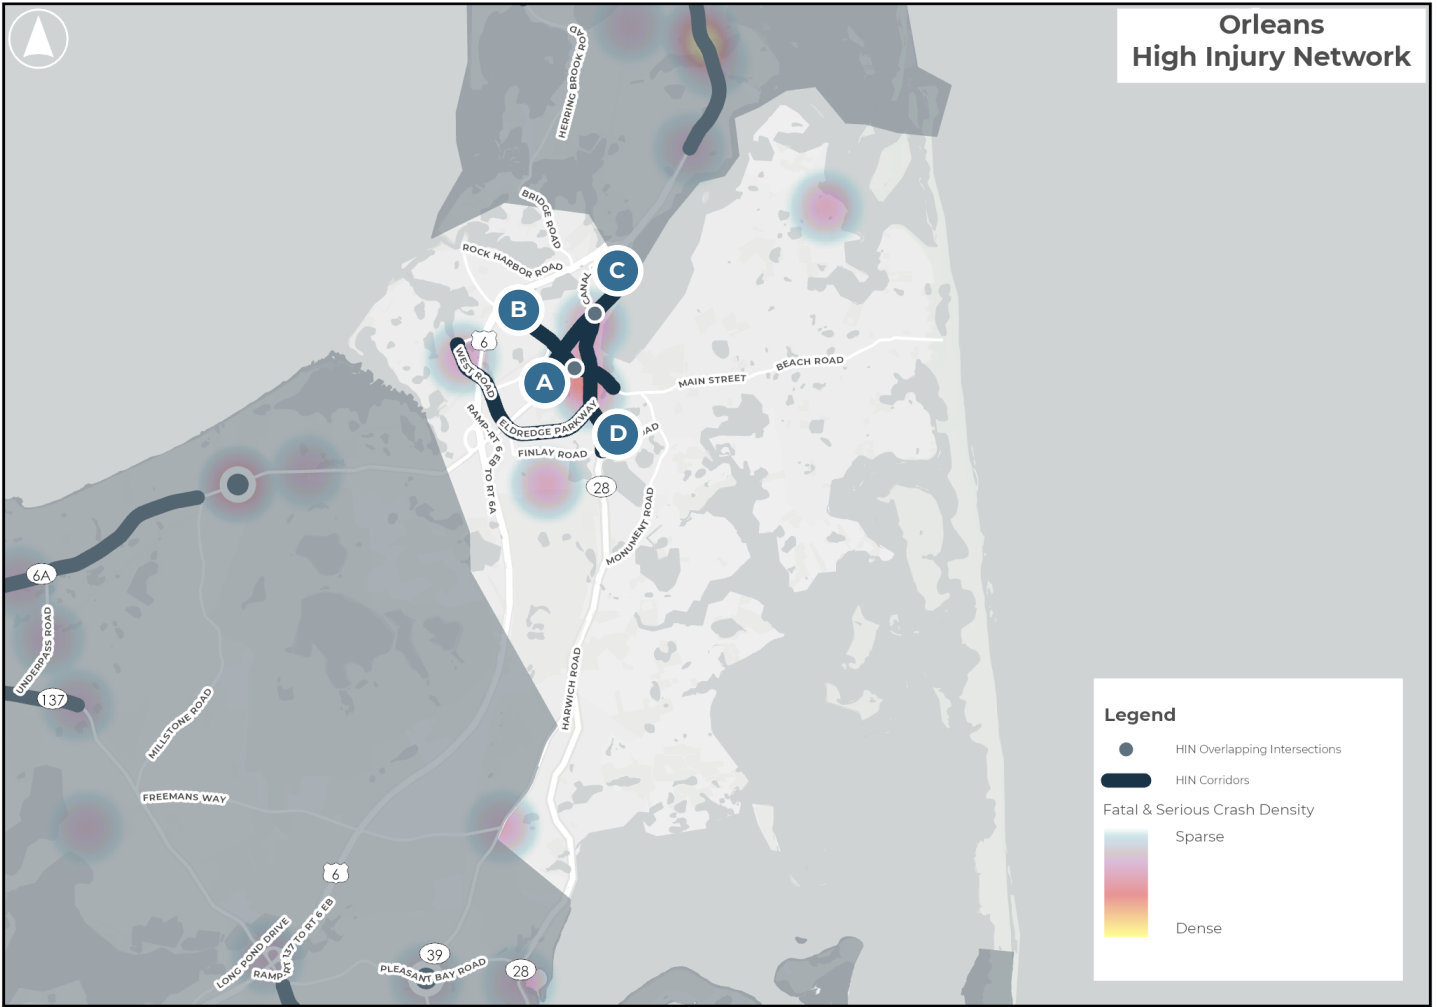 Orleans
High Injury Network
HERRING BROOK ROAD
BRIDGE ROAD
ROCK HARBOR ROAD
CANAL
C
B
6
WEST ROAD
A
MAIN STREET
BEACH ROAD
ELDREDGE PARKWAY
D
OAD
RAMP-RT 6 EB TO RT 6A
FINLAY ROAD
28
MONUMENT ROAD
6A
UNDERPASS ROAD
137
MILLSTONE ROAD
HARWICH ROAD
FREEMANS WAY
6
LONG POND DRIVE
RAMP-RT 137 TO RT 6 EB
39
PLEASANT BAY ROAD
28
Legend
HIN Overlapping Intersections
HIN Corridors
Fatal & Serious Crash Density
Sparse
Dense